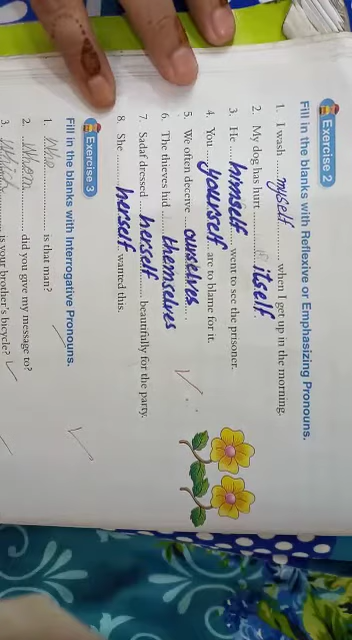 Exercise 2
Fill in the blanks with Reflexive or Emphasizing Pronouns.
1. I wash myself when I get up in the morning.
2. My dog has hurt itself.
3. He himself went to see the prisoner.
4. You yourself are to blame for it.
5. We often deceive ourselves.
6. The thieves hid themselves
7. Sadaf dressed herself beautifully for the party.
8. She herself wanted this.
Exercise 3
Fill in the blanks with Interrogative Pronouns.
1. Who is that man?
2. Whom did you give my message to?
3. Which is your brother's bicycle?